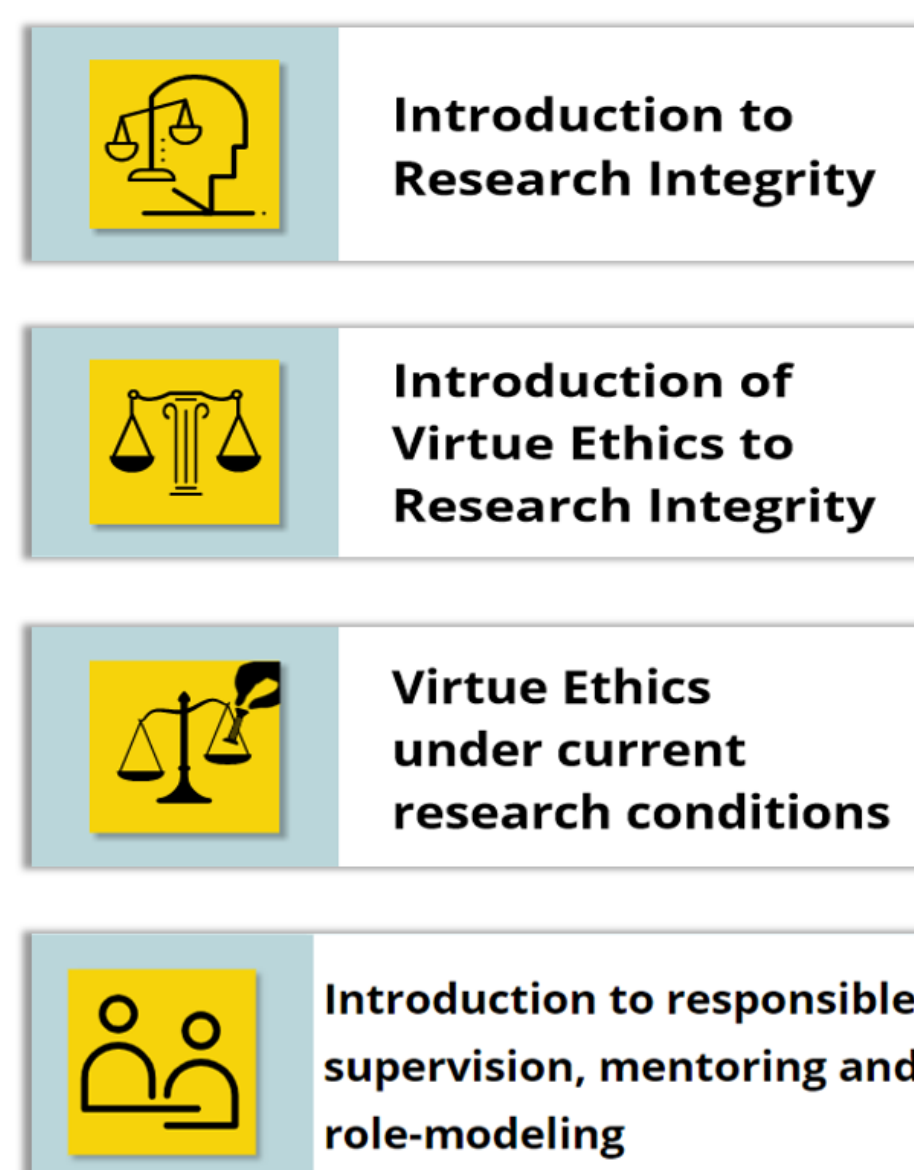 Introduction to
Research Integrity
Introduction of
Virtue Ethics to
Research Integrity
Virtue Ethics
under current
research conditions
Introduction to responsible
supervision, mentoring and
role-modeling